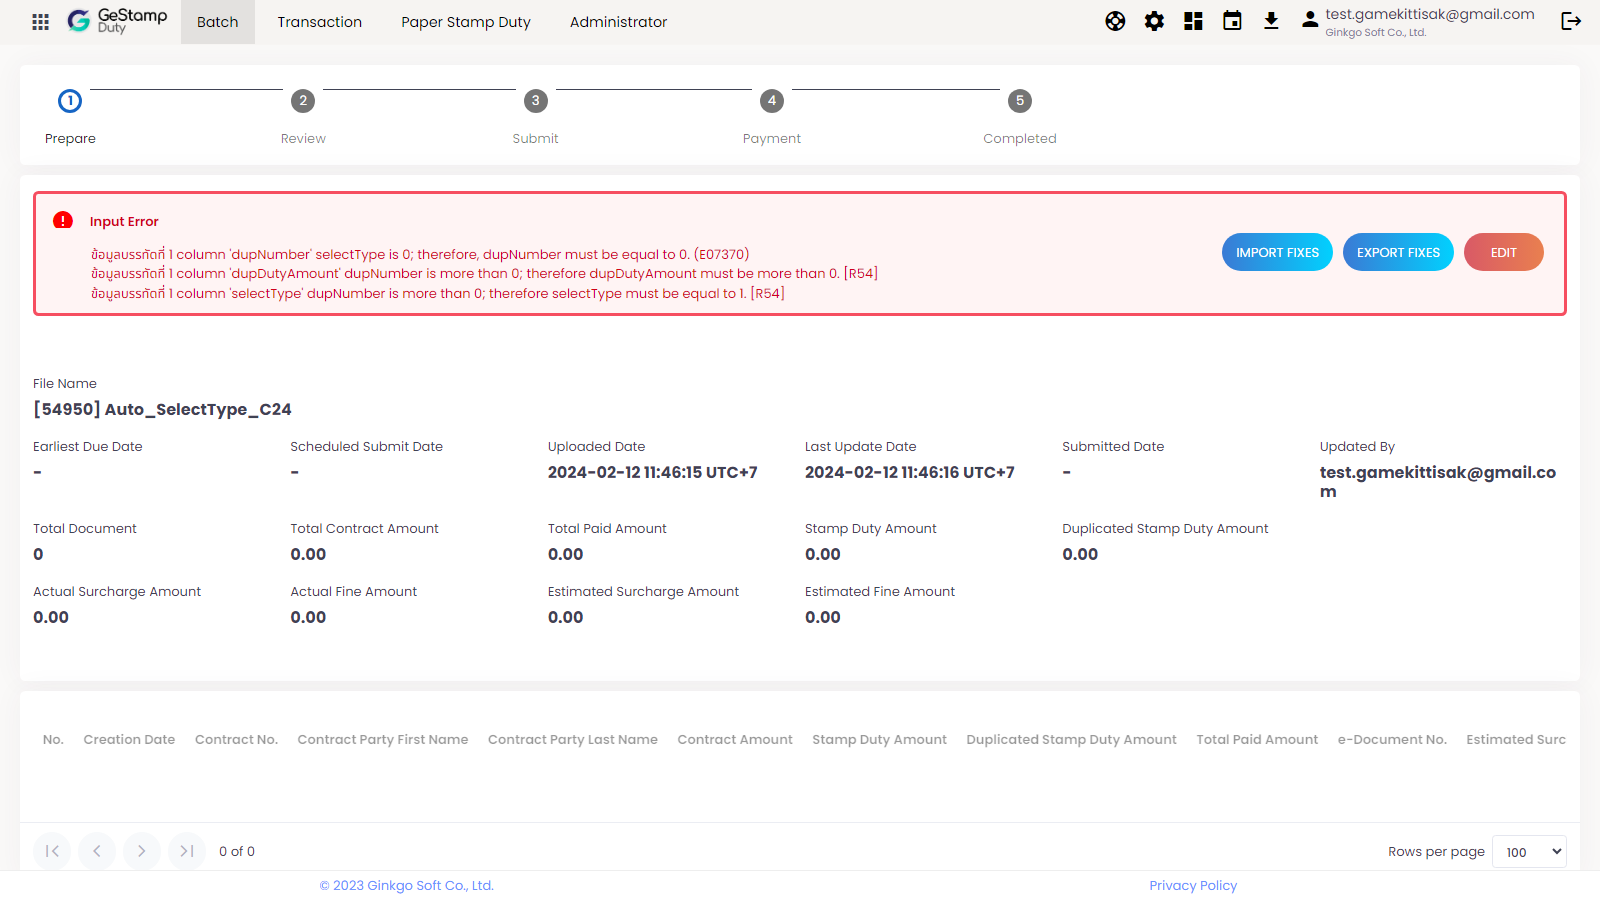 GeStamp
Duty
Batch
Transaction
Paper Stamp Duty
Administrator
test.gamekittisak@gmail.com
Ginkgo Soft Co., Ltd.
1
2
3
4
5
Prepare
Review
Submit
Payment
Completed
Input Error
ข้อมูลบรรทัดที่ 1 column 'dupNumber' selectType is 0; therefore, dupNumber must be equal to 0. (E07370)
ข้อมูลบรรทัดที่ 1 column 'dupDutyAmount' dupNumber is more than 0; therefore dupDutyAmount must be more than 0. [R54]
ข้อมูลบรรทัดที่ 1 column 'selectType' dupNumber is more than 0; therefore selectType must be equal to 1. [R54]
IMPORT FIXES
EXPORT FIXES
EDIT
File Name
[54950] Auto_SelectType_C24
Earliest Due Date
Scheduled Submit Date
Uploaded Date
Last Update Date
Submitted Date
Updated By
-
-
2024-02-12 11:46:15 UTC+7
2024-02-12 11:46:16 UTC+7
-
test.gamekittisak@gmail.co
m
Total Document
Total Contract Amount
Total Paid Amount
Stamp Duty Amount
Duplicated Stamp Duty Amount
0
0.00
0.00
0.00
0.00
Actual Surcharge Amount
Actual Fine Amount
Estimated Surcharge Amount
Estimated Fine Amount
0.00
0.00
0.00
0.00
No.
Creation Date
Contract No.
Contract Party First Name
Contract Party Last Name
Contract Amount
Stamp Duty Amount
Duplicated Stamp Duty Amount
Total Paid Amount
e-Document No.
Estimated Surc
0 of 0
Rows per page
100
© 2023 Ginkgo Soft Co., Ltd.
Privacy Policy